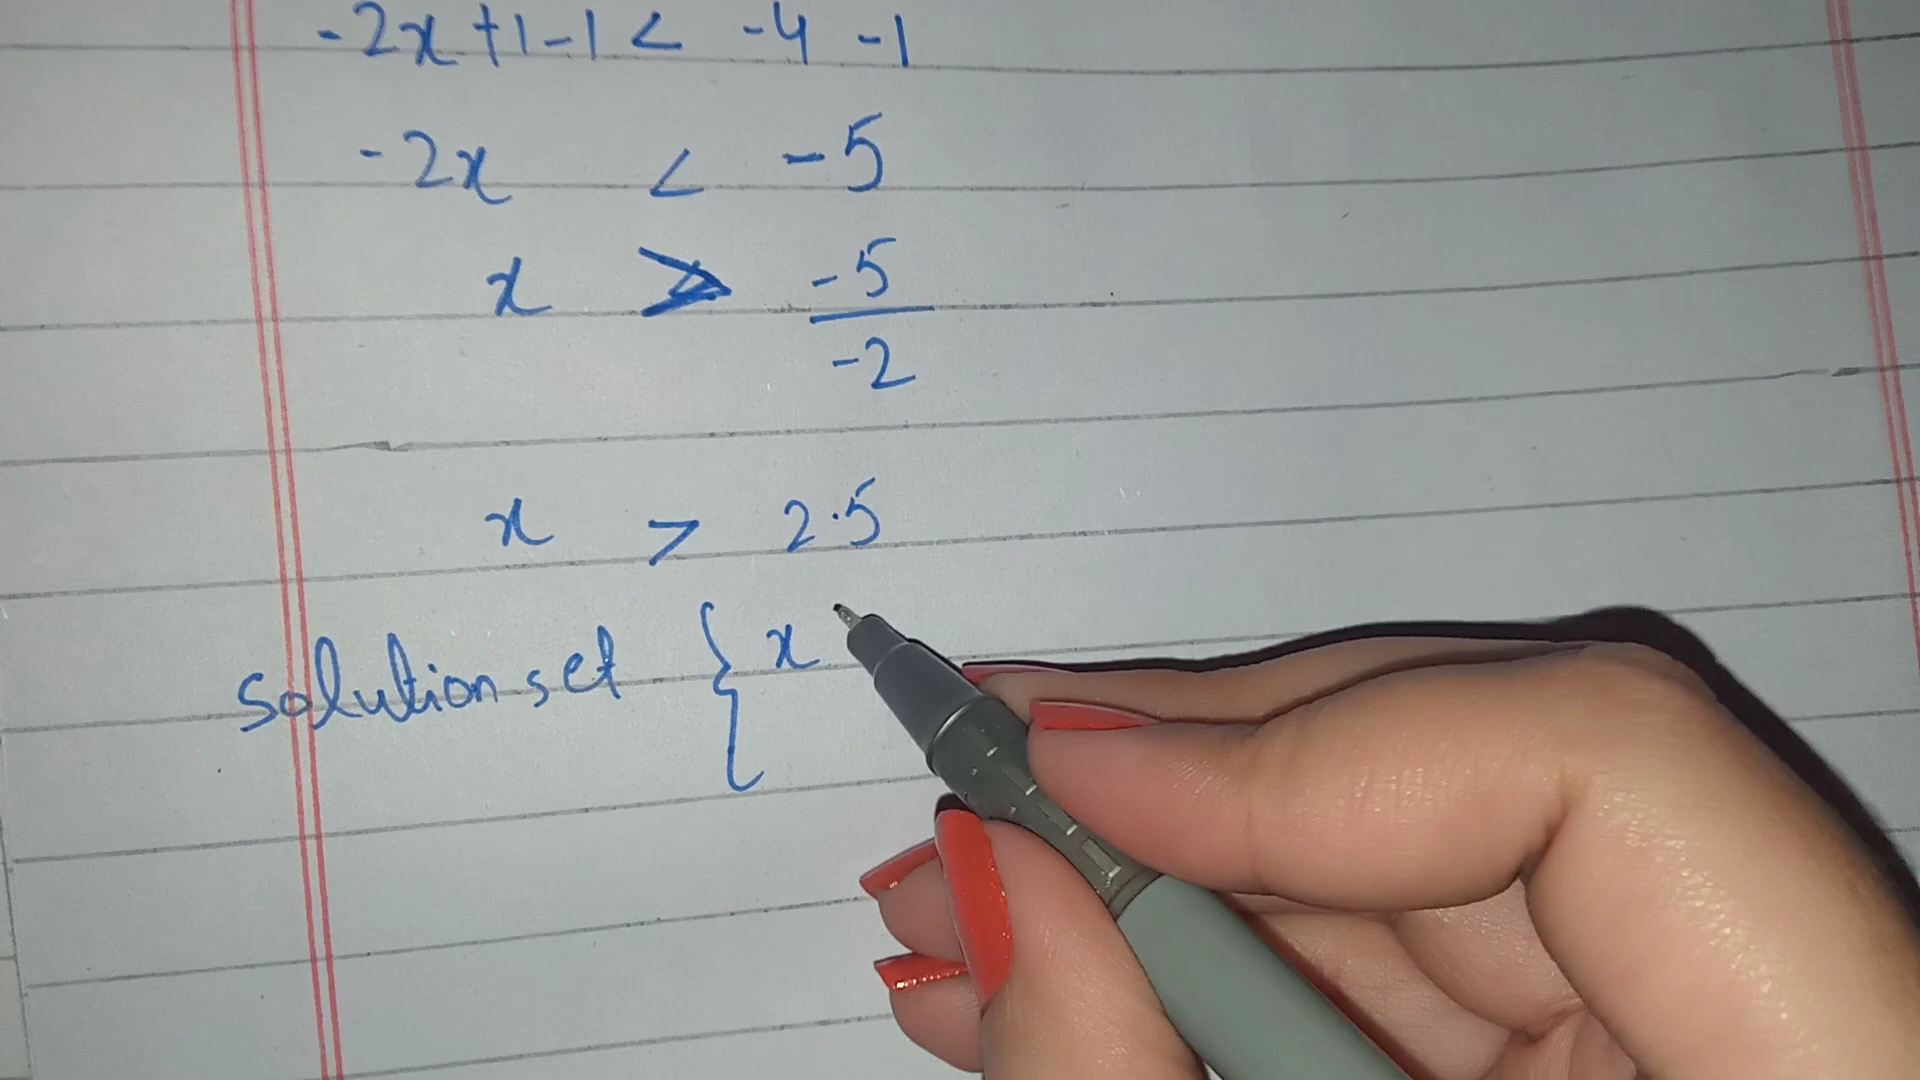 -2x +1 -1 < -4 -1
-2x < -5
x > -5
-2
x > 2.5
solution set { x